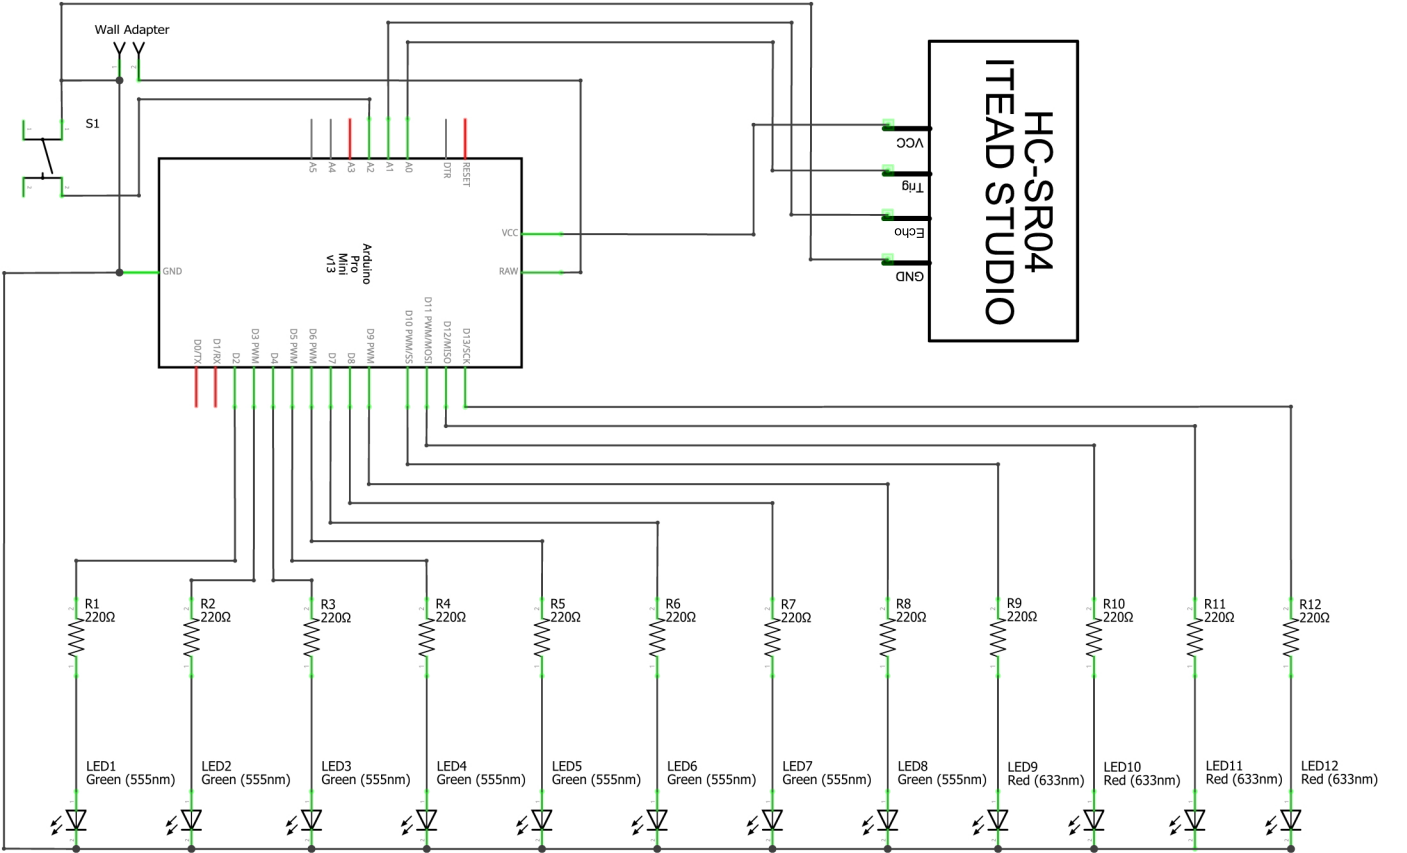 Wall Adapter
S1
A5
A4
A3
A2
A1
A0
DTR
RESET
VCC
RAW
GND
Arduino
Pro
Mini
v13
D0/TX
D1/RX
D2
D3 PWM
D4
D5 PWM
D6 PWM
D7
D8
D9 PWM
D10 PWM/SS
D11 PWM/MOSI
D12/MISO
D13/SCK
VCC
Trig
Echo
GND
HC-SR04
ITEAD STUDIO
R1
220Ω
R2
220Ω
R3
220Ω
R4
220Ω
R5
220Ω
R6
220Ω
R7
220Ω
R8
220Ω
R9
220Ω
R10
220Ω
R11
220Ω
R12
220Ω
LED1
Green (555nm)
LED2
Green (555nm)
LED3
Green (555nm)
LED4
Green (555nm)
LED5
Green (555nm)
LED6
Green (555nm)
LED7
Green (555nm)
LED8
Green (555nm)
LED9
Red (633nm)
LED10
Red (633nm)
LED11
Red (633nm)
LED12
Red (633nm)